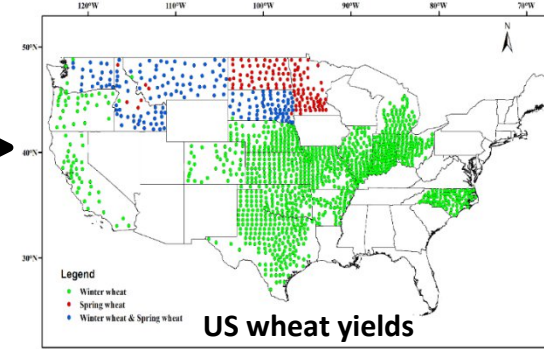 120°W 110°W 100°W 90°W 80°W
N
50°N
40°N
30°N
Legend
Winter wheat
Spring wheat
Winter wheat & Spring wheat
US wheat yields